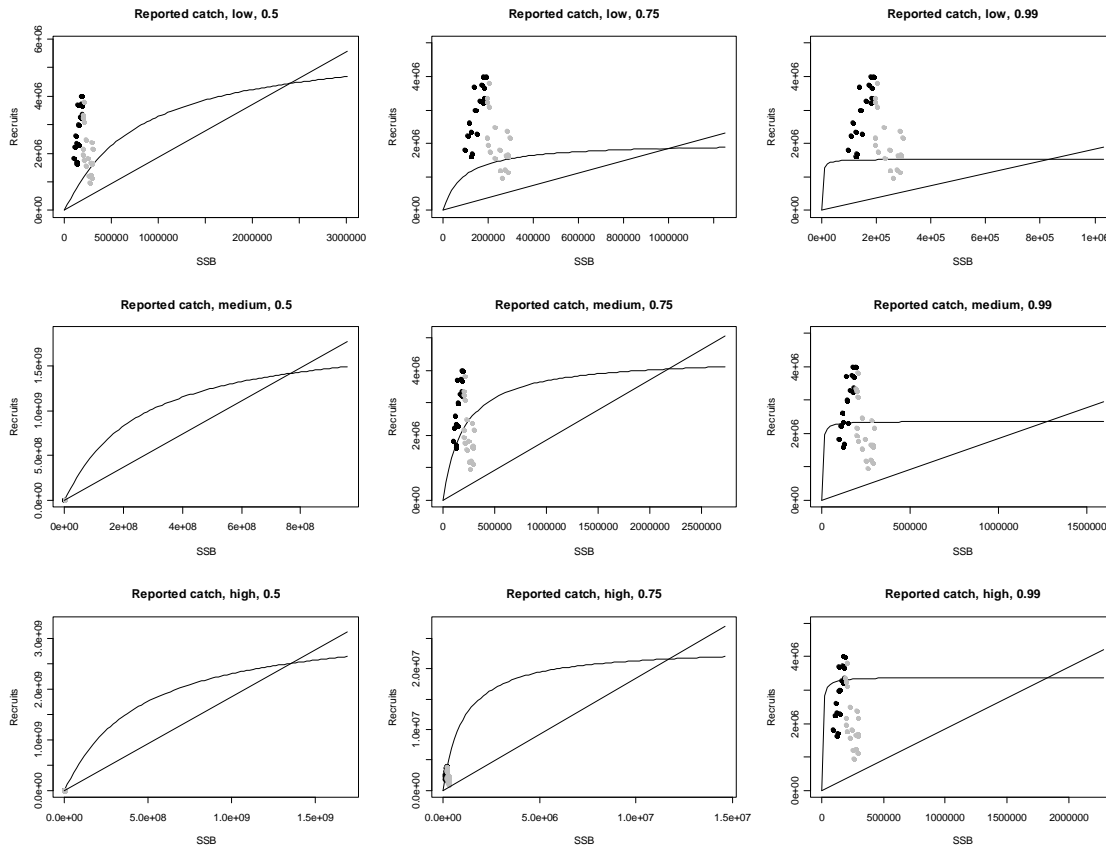 Reported catch, low, 0.5
Reported catch, low, 0.75
Reported catch, low, 0.99
Recruits
0e+00 2e+06 4e+06 6e+06
0 500000 1000000 2000000 3000000
SSB
Recruits
0e+00 2e+06 4e+06
0 200000 400000 600000 1000000
SSB
Recruits
0e+00 2e+06 4e+06
0e+00 2e+05 4e+05 6e+05 8e+05
SSB
Reported catch, medium, 0.5
Reported catch, medium, 0.75
Reported catch, medium, 0.99
Recruits
0.0e+00 5.0e+08 1.0e+09 1.5e+09
0e+00 2e+08 4e+08 6e+08 8e+08
SSB
Recruits
0e+00 2e+06 4e+06
0 500000 1000000 1500000 2000000 2500000
SSB
Recruits
0e+00 2e+06 4e+06
0 500000 1000000
SSB
Reported catch, high, 0.5
Reported catch, high, 0.75
Reported catch, high, 0.99
Recruits
0.0e+00 1.0e+09 2.0e+09 3.0e+09
0.0e+00 5.0e+08 1.0e+09 1.5e+09
SSB
Recruits
0.0e+00 1.0e+07 2.0e+07
0.0e+00 5.0e+06 1.0e+07 1.5e+07
SSB
Recruits
0e+00 2e+06 4e+06
0 500000 1000000 2000000
SSB